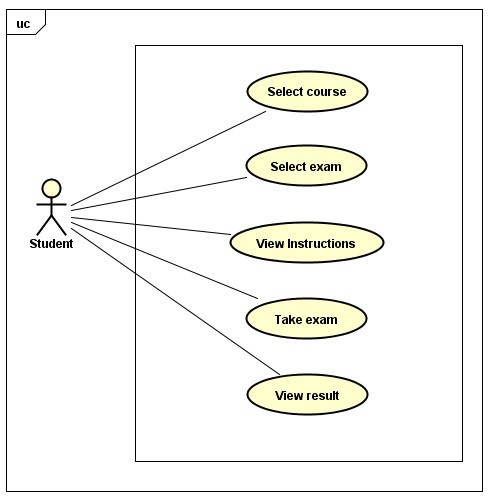 uc
Select course
Select exam
Student
View Instructions
Take exam
View result